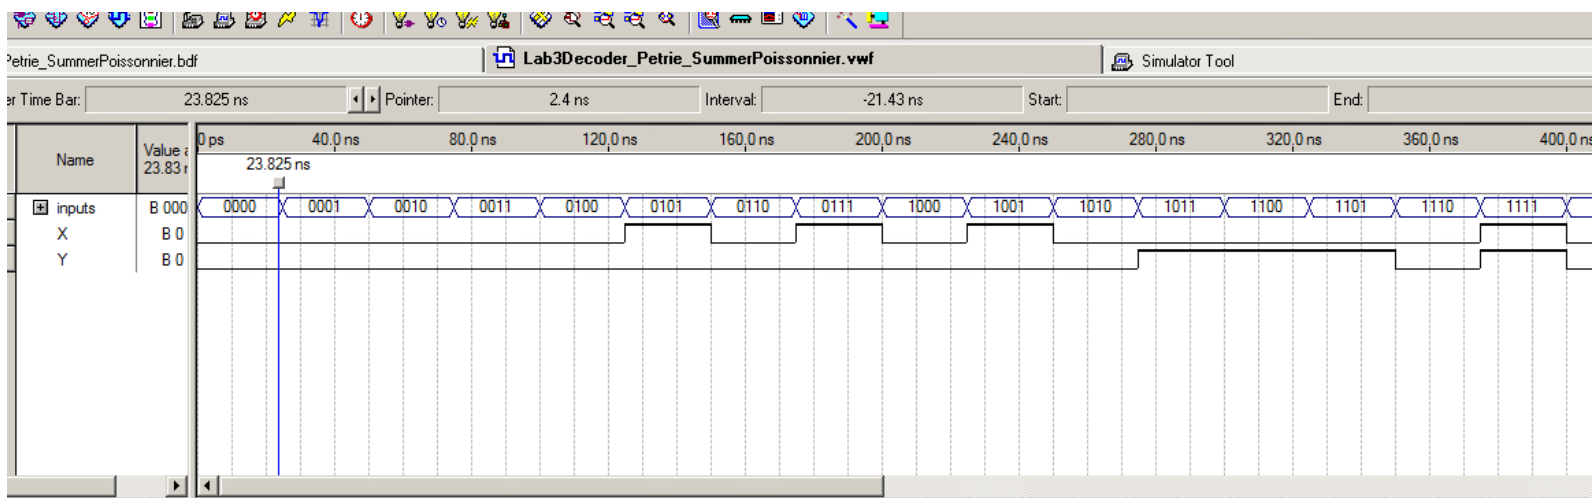 Petrie_SummerPoissonnier.bdf Lab3Decoder_Petrie_SummerPoissonnier.vwf Simulator Tool
er Time Bar: 23.825 ns Pointer: 2.4 ns Interval: -21.43 ns Start: End:
Name Value a 0 ps 40.0 ns 80.0 ns 120.0 ns 160.0 ns 200.0 ns 240.0 ns 280.0 ns 320.0 ns 360.0 ns 400.0 ns
23.83 n 23.825 ns
inputs B 000 0000 0001 0010 0011 0100 0101 0110 0111 1000 1001 1010 1011 1100 1101 1110 1111
X B 0
Y B 0